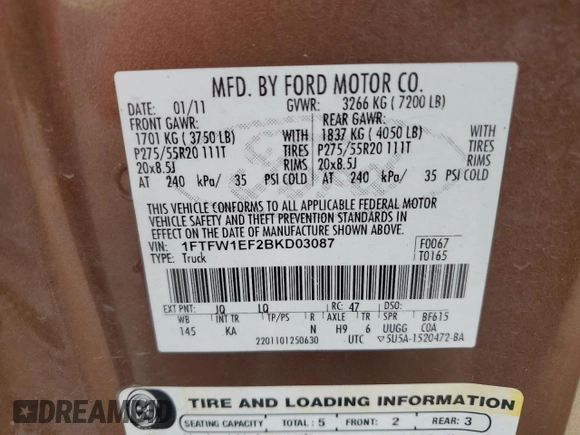 MFD. BY FORD MOTOR CO.
DATE: 01/11 GVWR: 3266 KG ( 7200 LB)
FRONT GAWR: REAR GAWR:
1701 KG ( 3750 LB) WITH 1837 KG ( 4050 LB) WITH
P275/55R20 111T TIRES P275/55R20 111T TIRES
20x8.5J RIMS 20x8.5J RIMS
AT 240 kPa/ 35 PSI COLD AT 240 kPa/ 35 PSI COLD
THIS VEHICLE CONFORMS TO ALL APPLICABLE FEDERAL MOTOR
VEHICLE SAFETY AND THEFT PREVENTION STANDARDS IN
EFFECT ON THE DATE OF MANUFACTURE SHOWN ABOVE.
VIN: 1FTFW1EF2BKD03087 F0067
TYPE: Truck T0165
EXT PNT: JQ LQ RC: 47 DSO:
WB INT TR TP/PS R AXLE TR SPR BF615
145 KA N H9 6 UUGG COA
2201101250630 UTC 5U5A-1520472-BA
TIRE AND LOADING INFORMATION
SEATING CAPACITY TOTAL : 5 FRONT: 2 REAR: 3